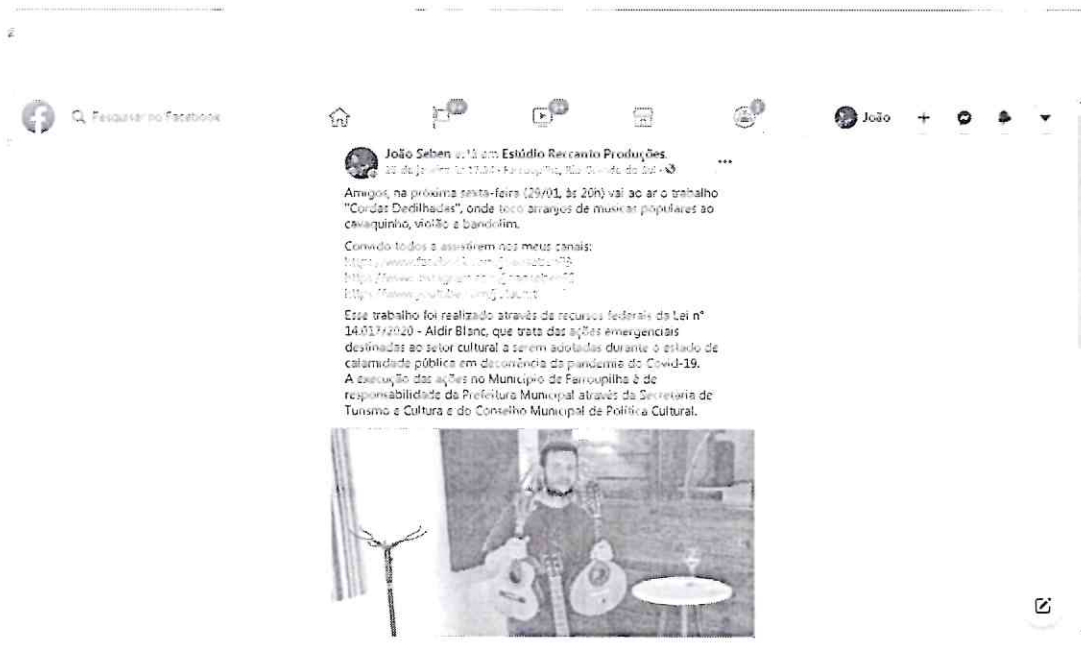 Pesquisar no Facebook
João
João Seben está em Estúdio Reccanto Produções.
Amigos, na próxima sexta-feira (29/01, às 20h) vai ao ar o trabalho
"Cordas Dedilhadas", onde toco arranjos de musicas populares ao
cavaquinho, violão e bandolim.
Convido todos a assistirem nos meus canais:
Esse trabalho foi realizado através de recursos federais da Lei nº
14.017/2020 - Aldir Blanc, que trata das ações emergenciais
destinadas ao setor cultural a serem adotadas durante o estado de
calamidade pública em decorrência da pandemia do Covid-19.
A execução das ações no Município de Farroupilha é de
responsabilidade da Prefeitura Municipal através da Secretaria de
Turismo e Cultura e do Conselho Municipal de Política Cultural.